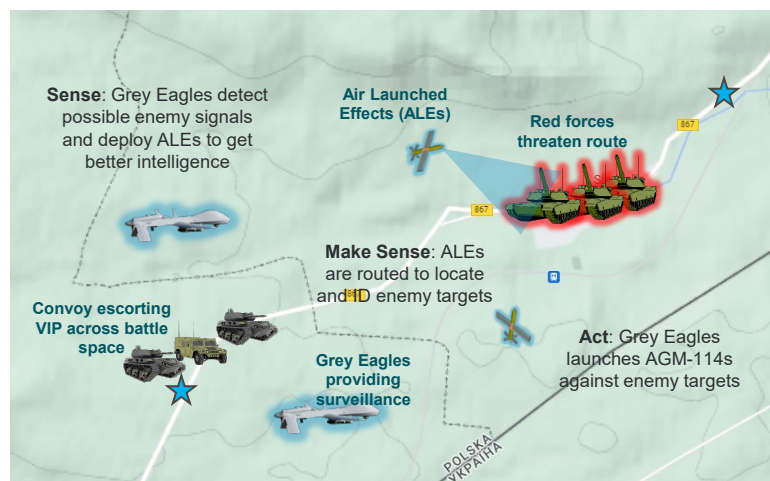 Sense: Grey Eagles detect
possible enemy signals
and deploy ALEs to get
better intelligence
Air Launched
Effects (ALEs)
Red forces
threaten route
867
867
Make Sense: ALEs
are routed to locate
and ID enemy targets
Convoy escorting
VIP across battle
space
Grey Eagles
providing
surveillance
Act: Grey Eagles
launches AGM-114s
against enemy targets
POLSKA
УКРАЇНА